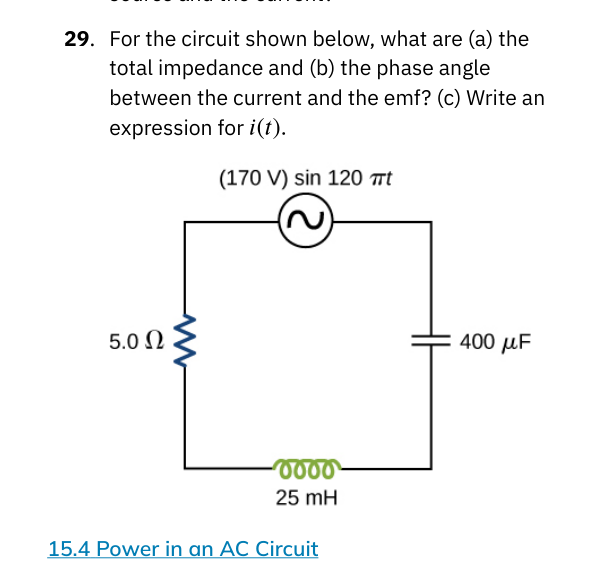 29. For the circuit shown below, what are (a) the
total impedance and (b) the phase angle
between the current and the emf? (c) Write an
expression for i(t).
(170 V) sin 120 πt
5.0 Ω
400 μF
25 mH
15.4 Power in an AC Circuit